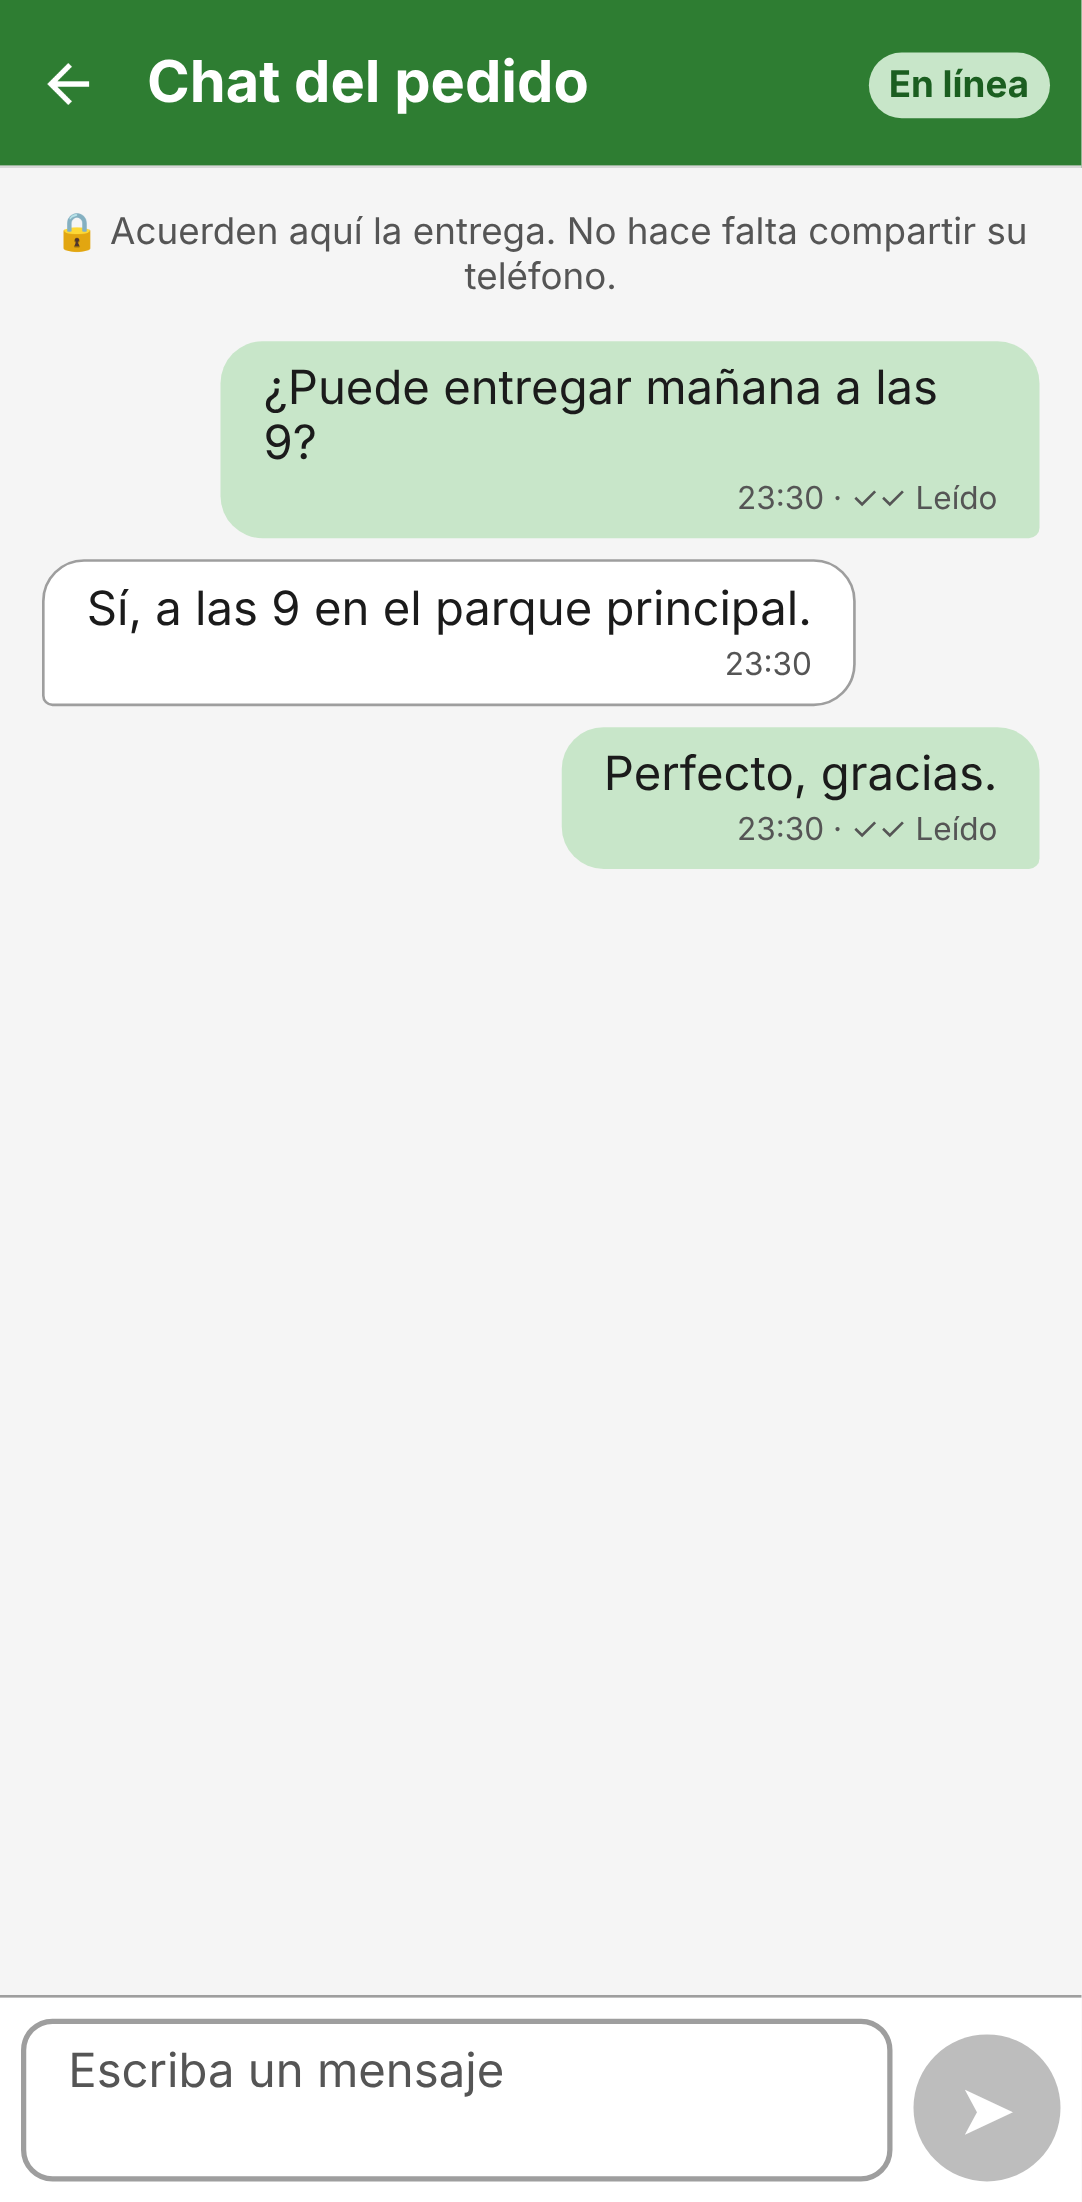 Chat del pedido
En línea
🔒 Acuerden aquí la entrega. No hace falta compartir su
teléfono.
¿Puede entregar mañana a las
9?
23:30 · ✓✓ Leído
Sí, a las 9 en el parque principal.
23:30
Perfecto, gracias.
23:30 · ✓✓ Leído
Escriba un mensaje